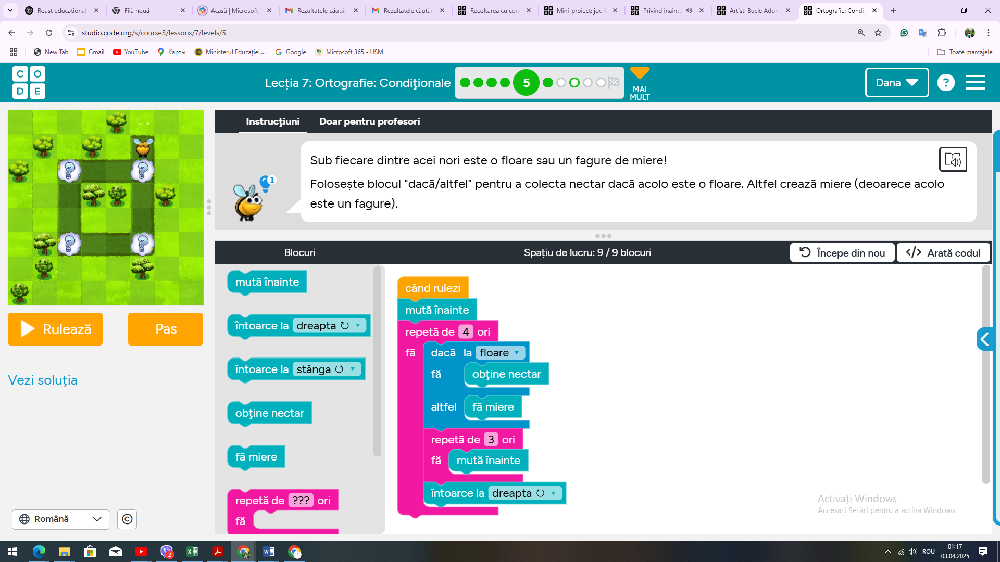 Roast educațional
Filă nouă
Acasă | Microsoft
Rezultatele căutăr
Rezultatele căutăr
Recoltarea cu con
Mini-proiect: joc
Privind înainte
Artist: Bucle Adun
Ortografie: Condiț
studio.code.org/s/course3/lessons/7/levels/5
New Tab
Gmail
YouTube
Карты
Ministerul Educației,...
Google
Microsoft 365 - USM
Toate marcajele
C O
D E
Lecția 7: Ortografie: Condiţionale
5
MAI
MULT
Dana
?
Instrucţiuni
Doar pentru profesori
1
Sub fiecare dintre acei nori este o floare sau un fagure de miere!
Folosește blocul "dacă/altfel" pentru a colecta nectar dacă acolo este o floare. Altfel crează miere (deoarece acolo
este un fagure).
? ?
? ?
Rulează
Pas
Vezi soluția
Blocuri
Spațiu de lucru: 9 / 9 blocuri
Începe din nou
</> Arată codul
mută înainte
întoarce la dreapta ↻
întoarce la stânga ↺
obţine nectar
fă miere
repetă de ??? ori
fă
când rulezi
mută înainte
repetă de 4 ori
fă
dacă la floare
fă obţine nectar
altfel fă miere
repetă de 3 ori
fă mută înainte
întoarce la dreapta ↻
Activați Windows
Accesați Setări pentru a activa Windows.
Română
©
2
ROU
01:17
03.04.2025